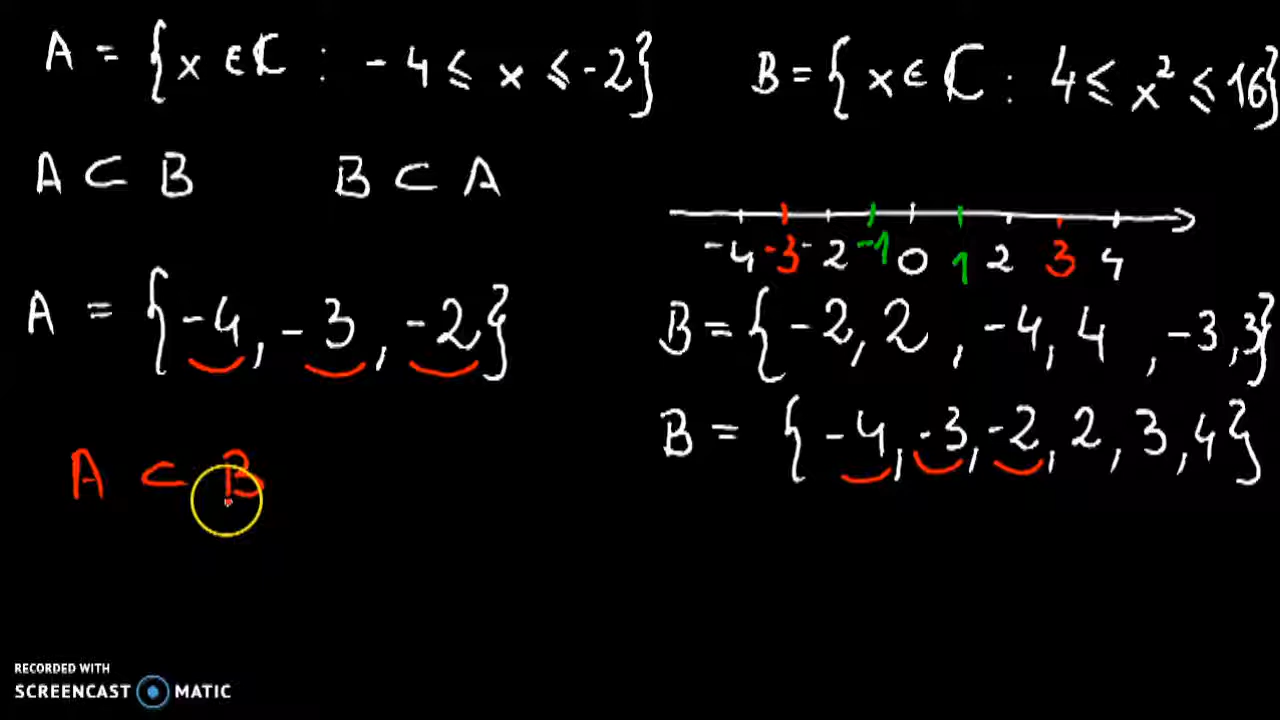 A = {x ∈ ℂ : -4 ≤ x ≤ -2}
B = {x ∈ ℂ : 4 ≤ x² ≤ 16}
A ⊂ B B ⊂ A
-4 -3 -2 -1 0 1 2 3 4
A = {-4, -3, -2}
B = {-2, 2, -4, 4, -3, 3}
B = {-4, -3, -2, 2, 3, 4}
A ⊂ B
RECORDED WITH
SCREENCAST MATIC